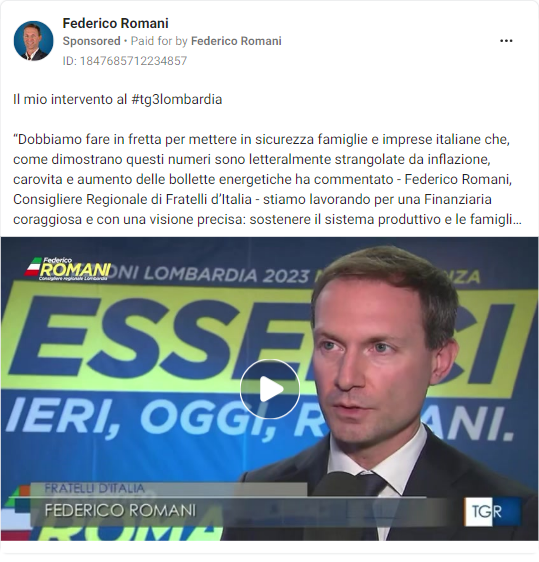 Federico Romani
Sponsored • Paid for by Federico Romani
ID: 1847685712234857
Il mio intervento al #tg3lombardia
“Dobbiamo fare in fretta per mettere in sicurezza famiglie e imprese italiane che,
come dimostrano questi numeri sono letteralmente strangolate da inflazione,
carovita e aumento delle bollette energetiche ha commentato - Federico Romani,
Consigliere Regionale di Fratelli d’Italia - stiamo lavorando per una Finanziaria
coraggiosa e con una visione precisa: sostenere il sistema produttivo e le famigli...
Federico
ROMANI
Consigliere regionale Lombardia
ONI LOMBARDIA 2023 M NZA
ESSE CI
IERI, OGGI, R ANI.
FRATELLI D'ITALIA
FEDERICO ROMANI
ROMA
TGR